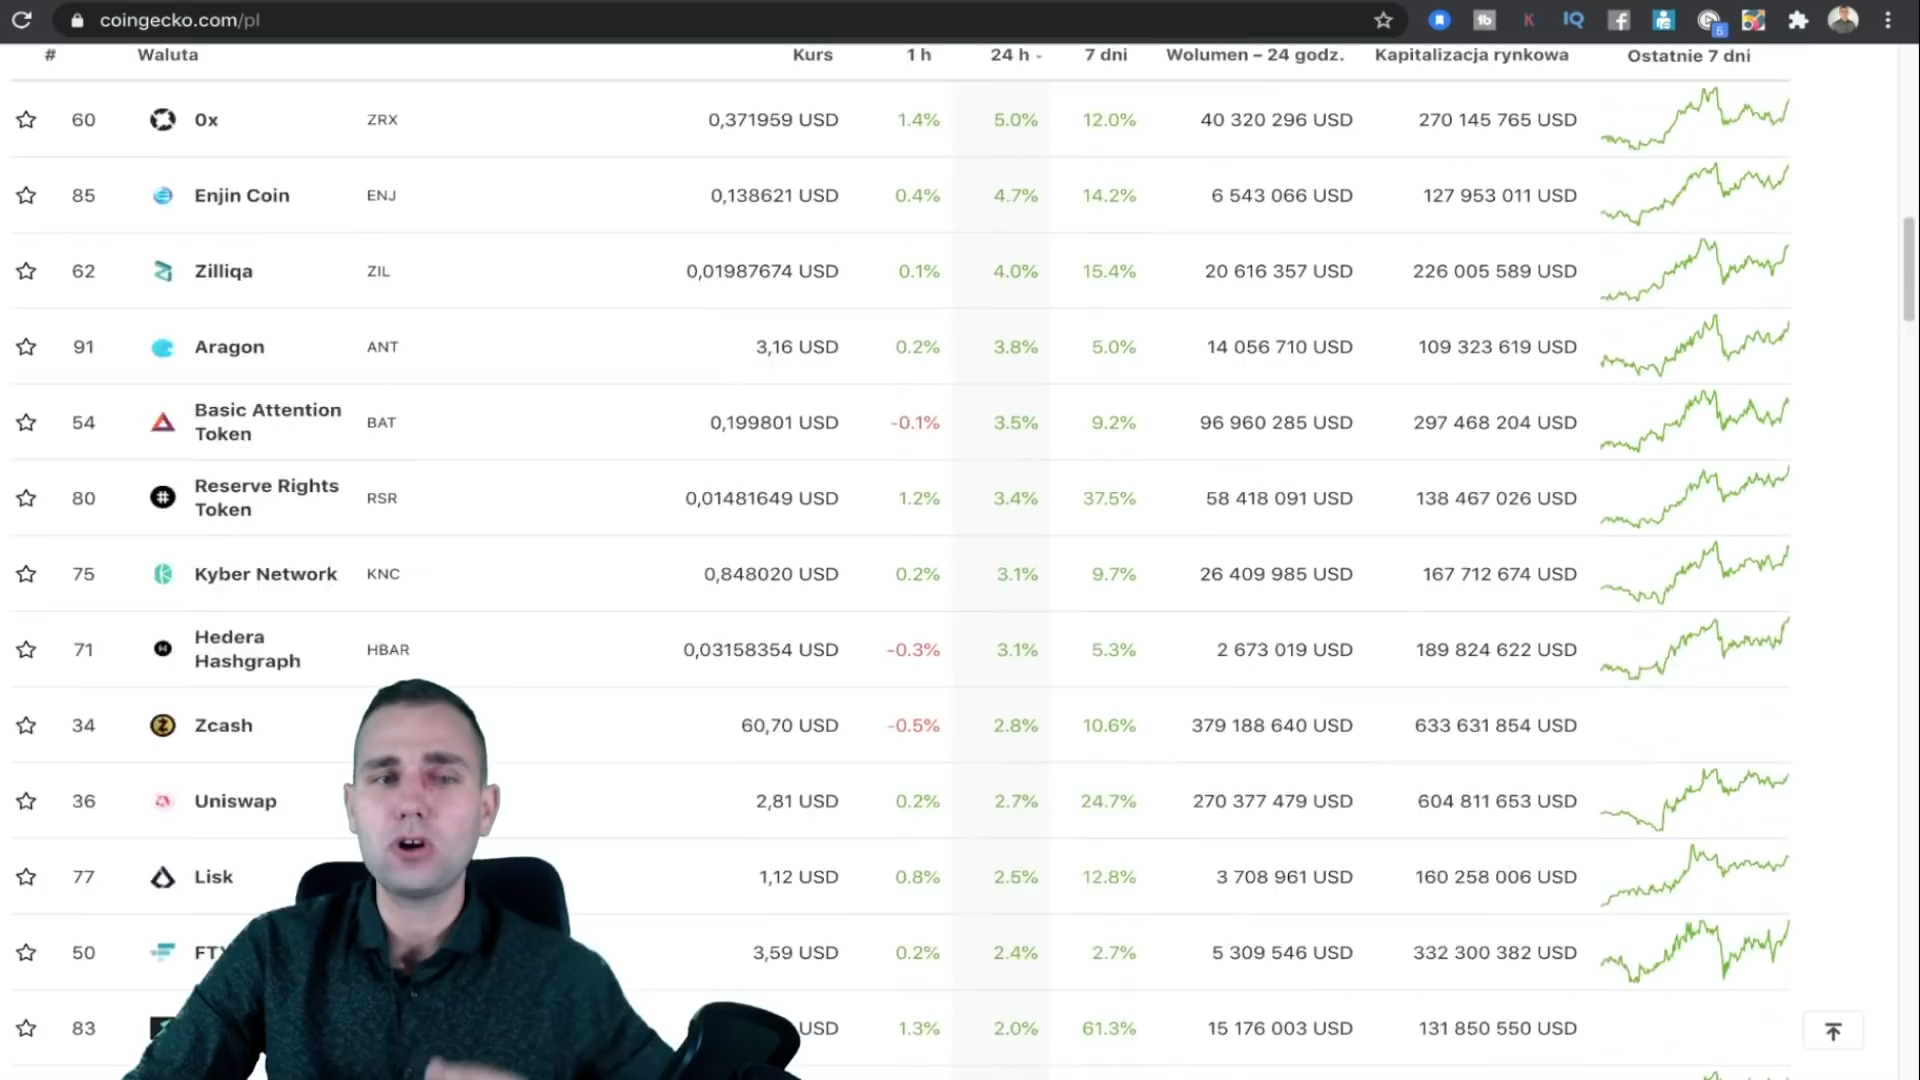 coingecko.com/pl
# Waluta Kurs 1 h 24 h 7 dni Wolumen – 24 godz. Kapitalizacja rynkowa Ostatnie 7 dni
60 0x ZRX 0,371959 USD 1.4% 5.0% 12.0% 40 320 296 USD 270 145 765 USD
85 Enjin Coin ENJ 0,138621 USD 0.4% 4.7% 14.2% 6 543 066 USD 127 953 011 USD
62 Zilliqa ZIL 0,01987674 USD 0.1% 4.0% 15.4% 20 616 357 USD 226 005 589 USD
91 Aragon ANT 3,16 USD 0.2% 3.8% 5.0% 14 056 710 USD 109 323 619 USD
54 Basic Attention Token BAT 0,199801 USD -0.1% 3.5% 9.2% 96 960 285 USD 297 468 204 USD
80 Reserve Rights Token RSR 0,01481649 USD 1.2% 3.4% 37.5% 58 418 091 USD 138 467 026 USD
75 Kyber Network KNC 0,848020 USD 0.2% 3.1% 9.7% 26 409 985 USD 167 712 674 USD
71 Hedera Hashgraph HBAR 0,03158354 USD -0.3% 3.1% 5.3% 2 673 019 USD 189 824 622 USD
34 Zcash 60,70 USD -0.5% 2.8% 10.6% 379 188 640 USD 633 631 854 USD
36 Uniswap 2,81 USD 0.2% 2.7% 24.7% 270 377 479 USD 604 811 653 USD
77 Lisk 1,12 USD 0.8% 2.5% 12.8% 3 708 961 USD 160 258 006 USD
50 3,59 USD 0.2% 2.4% 2.7% 5 309 546 USD 332 300 382 USD
83 USD 1.3% 2.0% 61.3% 15 176 003 USD 131 850 550 USD